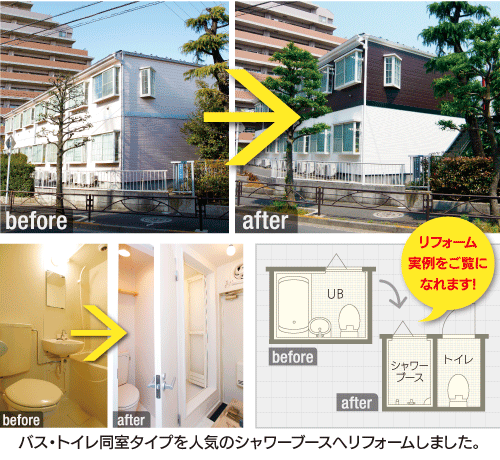 before
after
before
after
リフォーム
実例をご覧に
なれます!
UB
before
シャワー
ブース
トイレ
after
バス・トイレ同室タイプを人気のシャワーブースへリフォームしました。